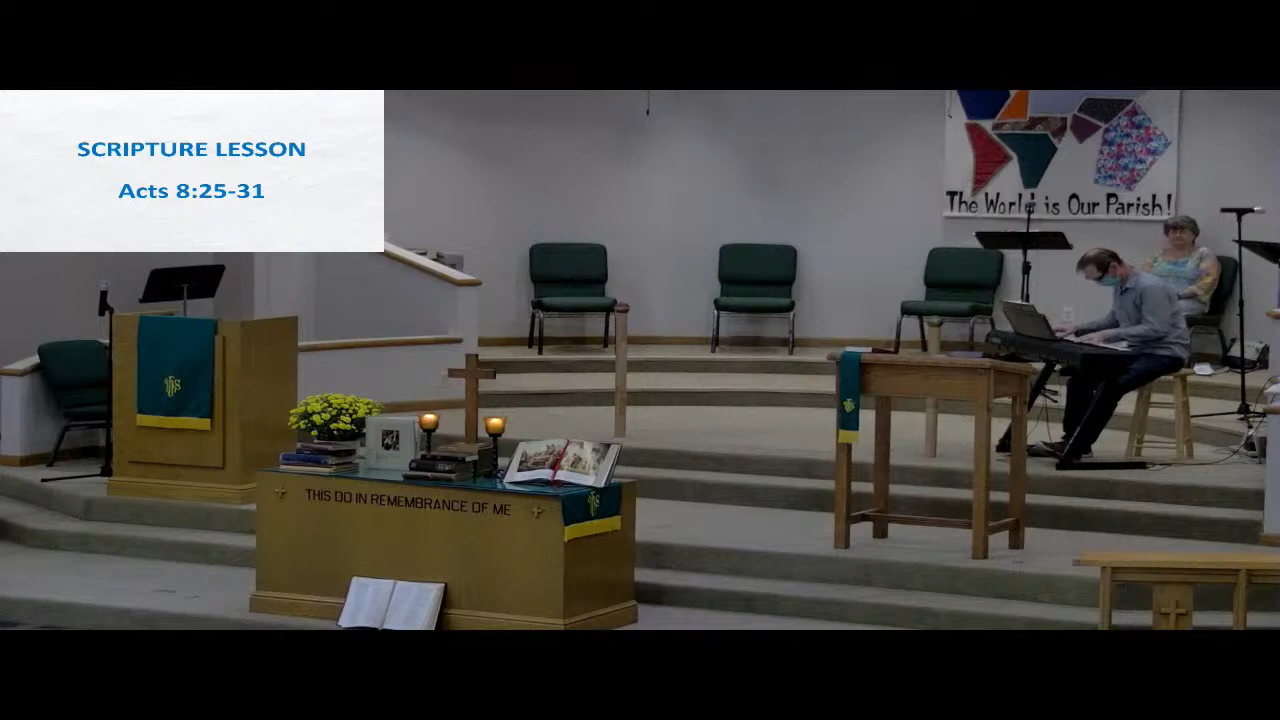 SCRIPTURE LESSON
Acts 8:25-31
The World is Our Parish!
THIS DO IN REMEMBRANCE OF ME